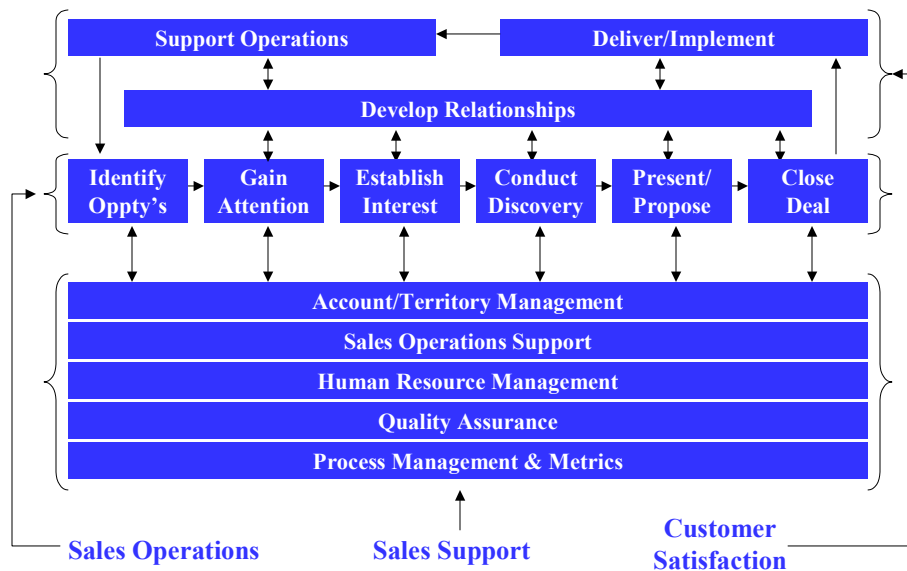 Support Operations
Deliver/Implement
Develop Relationships
Identify
Oppty’s
Gain
Attention
Establish
Interest
Conduct
Discovery
Present/
Propose
Close
Deal
Account/Territory Management
Sales Operations Support
Human Resource Management
Quality Assurance
Process Management & Metrics
Sales Operations
Sales Support
Customer
Satisfaction